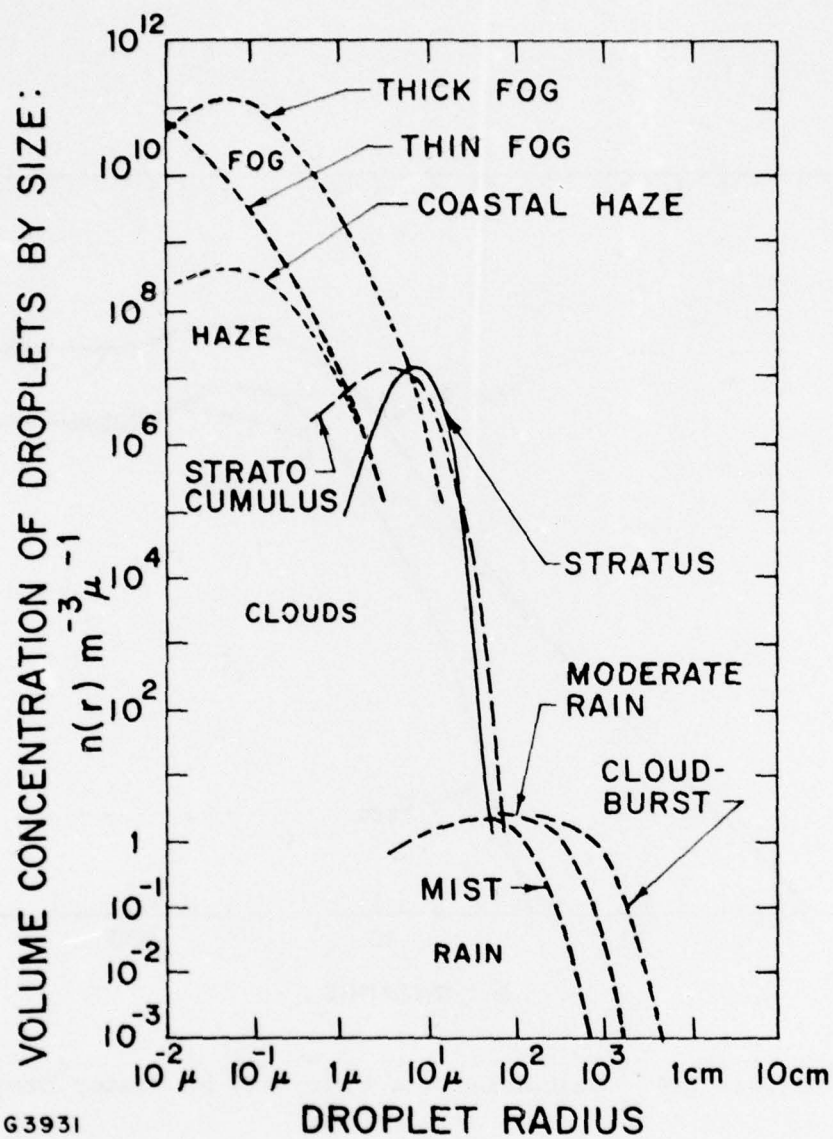 VOLUME CONCENTRATION OF DROPLETS BY SIZE:
n(r) m⁻³ μ⁻¹
10¹²
10¹⁰
10⁸
10⁶
10⁴
10²
1
10⁻¹
10⁻²
10⁻³
THICK FOG
FOG
THIN FOG
COASTAL HAZE
HAZE
STRATO
CUMULUS
STRATUS
CLOUDS
MODERATE
RAIN
CLOUD-
BURST
MIST
RAIN
10⁻²μ 10⁻¹μ 1μ 10¹μ 10² 10³ 1cm 10cm
G3931 DROPLET RADIUS